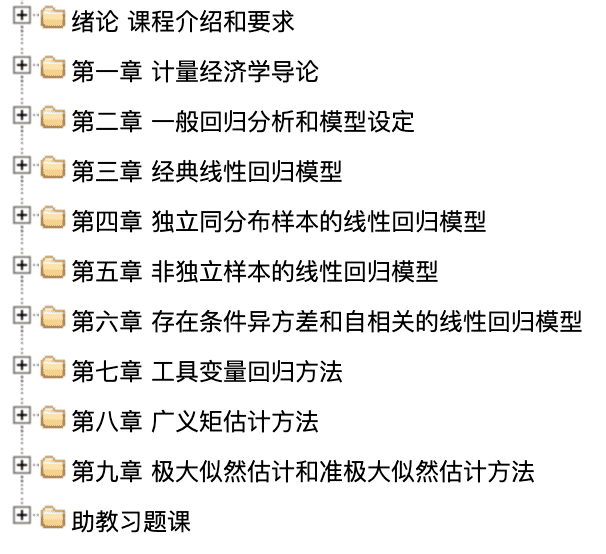 绪论 课程介绍和要求
第一章 计量经济学导论
第二章 一般回归分析和模型设定
第三章 经典线性回归模型
第四章 独立同分布样本的线性回归模型
第五章 非独立样本的线性回归模型
第六章 存在条件异方差和自相关的线性回归模型
第七章 工具变量回归方法
第八章 广义矩估计方法
第九章 极大似然估计和准极大似然估计方法
助教习题课